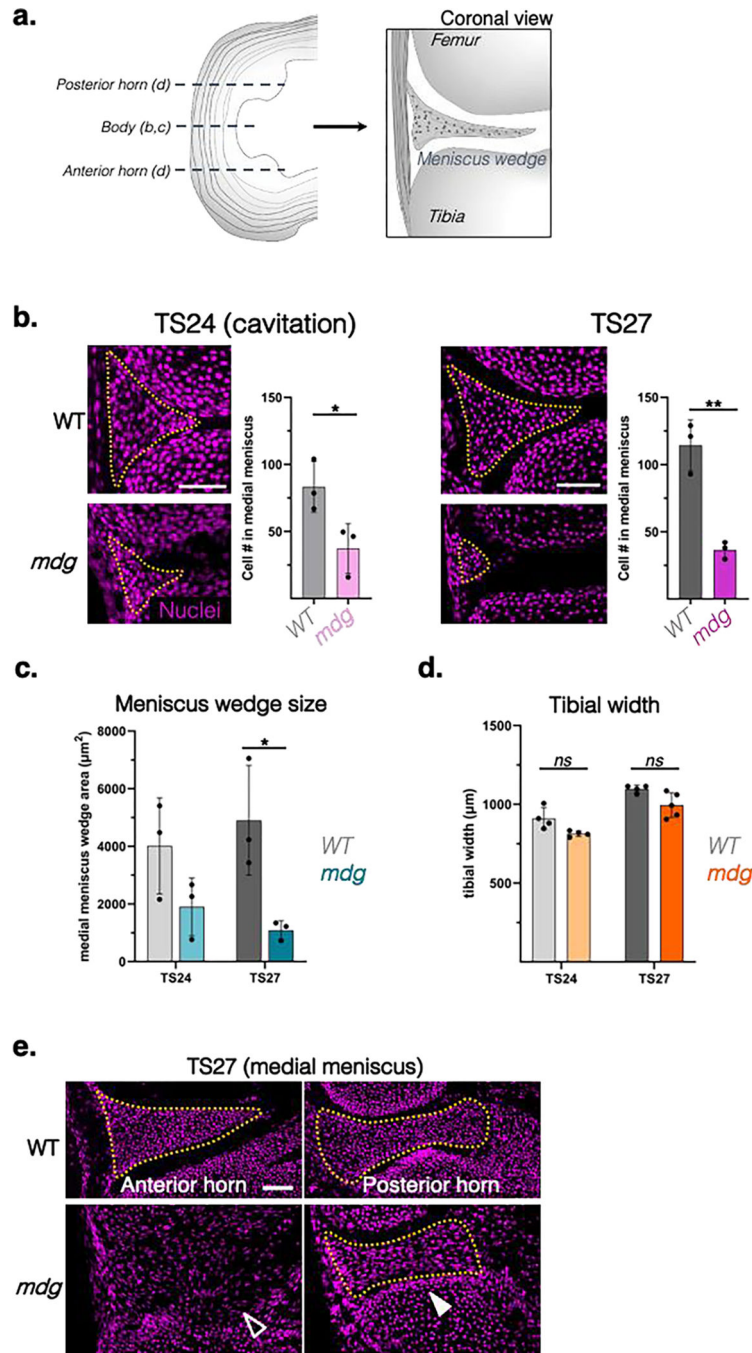 a.
Coronal view
Femur
Posterior horn (d)
Body (b,c)
Meniscus wedge
Anterior horn (d)
Tibia
b.
TS24 (cavitation)
TS27
WT
mdg
Nuclei
Cell # in medial meniscus
150
100
50
*
WT
mdg
Cell # in medial meniscus
150
100
50
**
WT
mdg
c.
Meniscus wedge size
medial meniscus wedge area (μm²)
8000
6000
4000
2000
0
*
TS24
TS27
WT
mdg
d.
Tibial width
tibial width (μm)
1500
1000
500
ns
ns
TS24
TS27
WT
mdg
e.
TS27 (medial meniscus)
WT
Anterior horn
Posterior horn
mdg